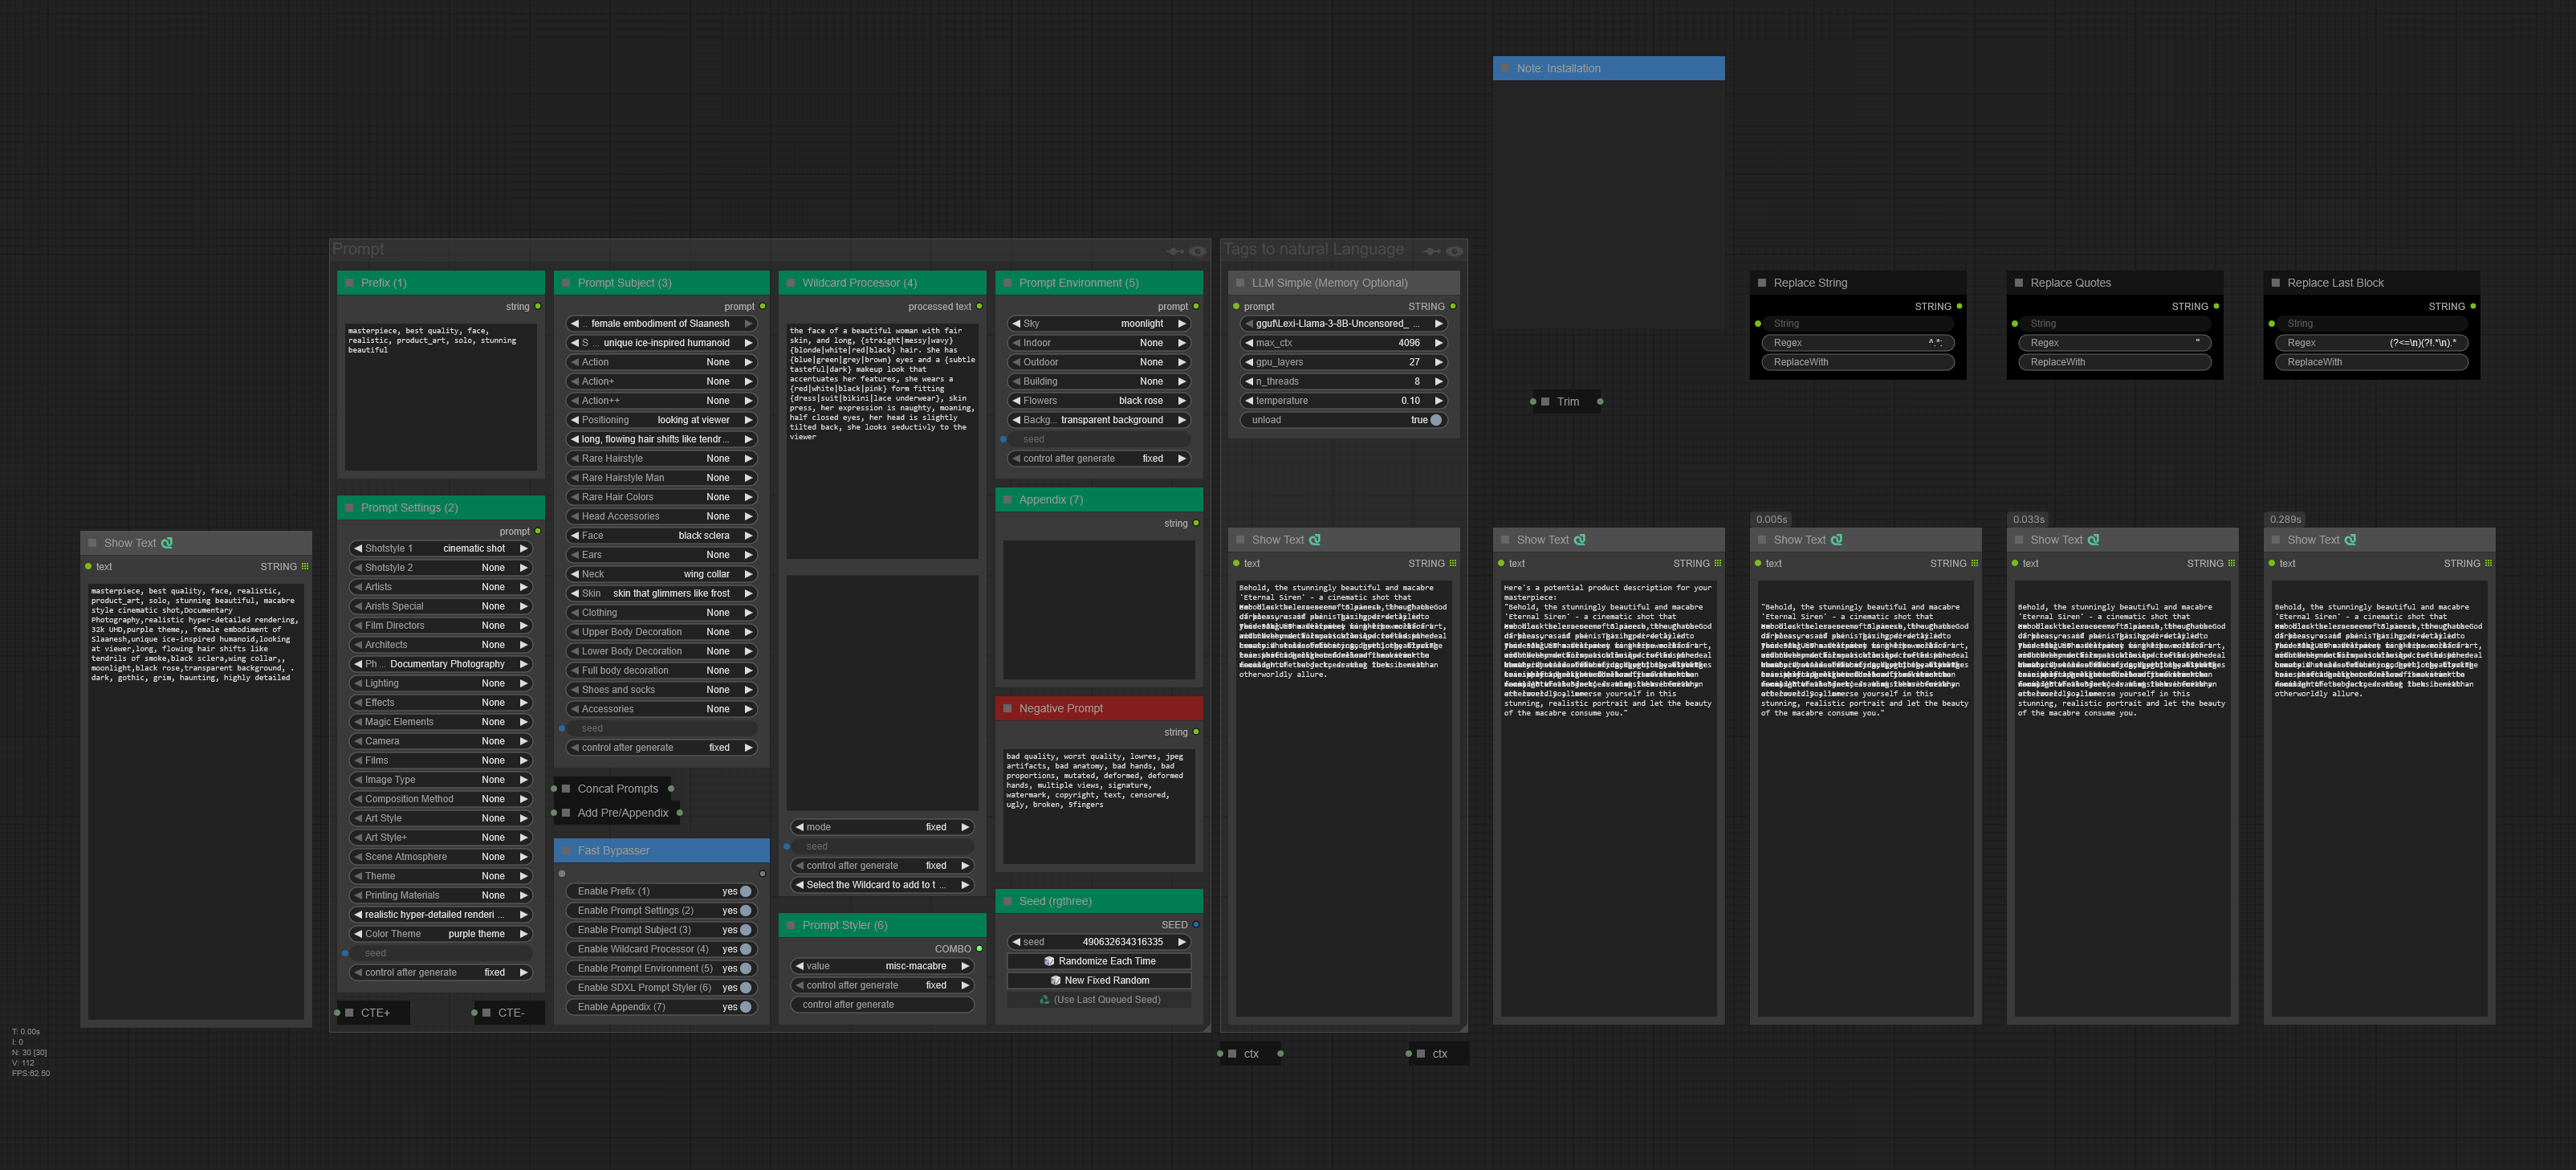 Note: Installation
Prompt
Prefix (1)
string
masterpiece, best quality, face,
realistic, product_art, solo, stunning
beautiful
Prompt Settings (2)
prompt
Shotstyle 1 cinematic shot
Shotstyle 2 None
Artists None
Arists Special None
Film Directors None
Architects None
Ph ... Documentary Photography
Lighting None
Effects None
Magic Elements None
Camera None
Films None
Image Type None
Composition Method None
Art Style None
Art Style+ None
Scene Atmosphere None
Theme None
Printing Materials None
realistic hyper-detailed renderi ...
Color Theme purple theme
seed
control after generate fixed
CTE+
CTE-
Show Text
text STRING
masterpiece, best quality, face, realistic,
product_art, solo, stunning beautiful, macabre
style cinematic shot,Documentary
Photography,realistic hyper-detailed rendering,
32k UHD,purple theme,, female embodiment of
Slaanesh,unique ice-inspired humanoid,looking
at viewer,long, flowing hair shifts like
tendrils of smoke,black sclera,wing collar,,
moonlight,black rose,transparent background, .
dark, gothic, grim, haunting, highly detailed
T: 0.00s
I: 0
N: 30 [30]
V: 112
FPS:62.50
Prompt Subject (3)
prompt
.. female embodiment of Slaanesh
S ... unique ice-inspired humanoid
Action None
Action+ None
Action++ None
Positioning looking at viewer
long, flowing hair shifts like tendr...
Rare Hairstyle None
Rare Hairstyle Man None
Rare Hair Colors None
Head Accessories None
Face black sclera
Ears None
Neck wing collar
Skin skin that glimmers like frost
Clothing None
Upper Body Decoration None
Lower Body Decoration None
Full body decoration None
Shoes and socks None
Accessories None
seed
control after generate fixed
Concat Prompts
Add Pre/Appendix
Fast Bypasser
Enable Prefix (1) yes
Enable Prompt Settings (2) yes
Enable Prompt Subject (3) yes
Enable Wildcard Processor (4) yes
Enable Prompt Environment (5) yes
Enable SDXL Prompt Styler (6) yes
Enable Appendix (7) yes
Wildcard Processor (4)
processed text
the face of a beautiful woman with fair
skin, and long, {straight|messy|wavy}
{blonde|white|red|black} hair. She has
{blue|green|grey|brown} eyes and a {subtle
tasteful|dark} makeup look that
accentuates her features, she wears a
{red|white|black|pink} form fitting
{dress|suit|bikini|lace underwear}, skin
press, her expression is naughty, moaning,
half closed eyes, her head is slightly
tilted back, she looks seductivly to the
viewer
mode fixed
seed
control after generate fixed
Select the Wildcard to add to t ...
Prompt Styler (6)
COMBO
value misc-macabre
control after generate fixed
control after generate
Prompt Environment (5)
prompt
Sky moonlight
Indoor None
Outdoor None
Building None
Flowers black rose
Backg... transparent background
seed
control after generate fixed
Appendix (7)
string
Negative Prompt
string
bad quality, worst quality, lowres, jpeg
artifacts, bad anatomy, bad hands, bad
proportions, mutated, deformed, deformed
hands, multiple views, signature,
watermark, copyright, text, censored,
ugly, broken, 5fingers
Seed (rgthree)
SEED
seed 490632634316335
Randomize Each Time
New Fixed Random
(Use Last Queued Seed)
Tags to natural Language
LLM Simple (Memory Optional)
prompt STRING
gguf\Lexi-Llama-3-8B-Uncensored_ ...
max_ctx 4096
gpu_layers 27
n_threads 8
temperature 0.10
unload true
Show Text
text STRING
Behold, the stunningly beautiful and macabre
'Eternal Siren' - a cinematic shot that
otherworldly allure.
ctx
ctx
Trim
Show Text
text STRING
Here's a potential product description for your
masterpiece:
"Behold, the stunningly beautiful and macabre
'Eternal Siren' - a cinematic shot that
stunning, realistic portrait and let the beauty
of the macabre consume you."
Replace String
STRING
String
Regex ^.*:
ReplaceWith
0.005s
Show Text
text STRING
"Behold, the stunningly beautiful and macabre
'Eternal Siren' - a cinematic shot that
stunning, realistic portrait and let the beauty
of the macabre consume you."
Replace Quotes
STRING
String
Regex "
ReplaceWith
0.033s
Show Text
text STRING
Behold, the stunningly beautiful and macabre
'Eternal Siren' - a cinematic shot that
stunning, realistic portrait and let the beauty
of the macabre consume you.
Replace Last Block
STRING
String
Regex (?<=\n)(?!.*\n).*
ReplaceWith
0.289s
Show Text
text STRING
Behold, the stunningly beautiful and macabre
'Eternal Siren' - a cinematic shot that
otherworldly allure.